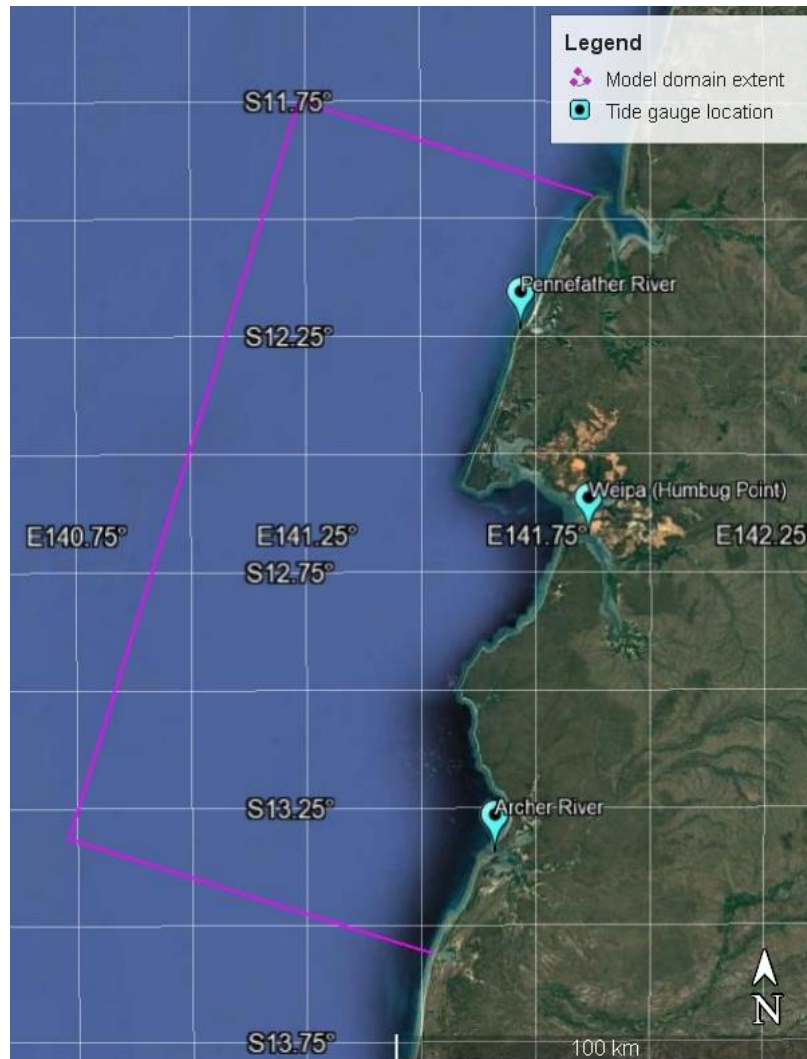 Legend
Model domain extent
Tide gauge location
S11.75°
Pennefather River
S12.25°
Weipa (Humbug Point)
E140.75°
E141.25°
E141.75°
E142.25
S12.75°
S13.25°
Archer River
N
S13.75°
100 km